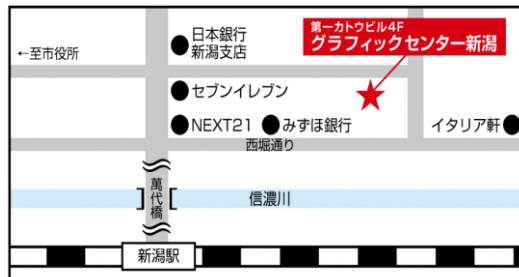 日本銀行
新潟支店
第一カトウビル4F
グラフィックセンター新潟
←至市役所
セブンイレブン
NEXT21
みずほ銀行
イタリア軒
西堀通り
萬代橋
信濃川
新潟駅